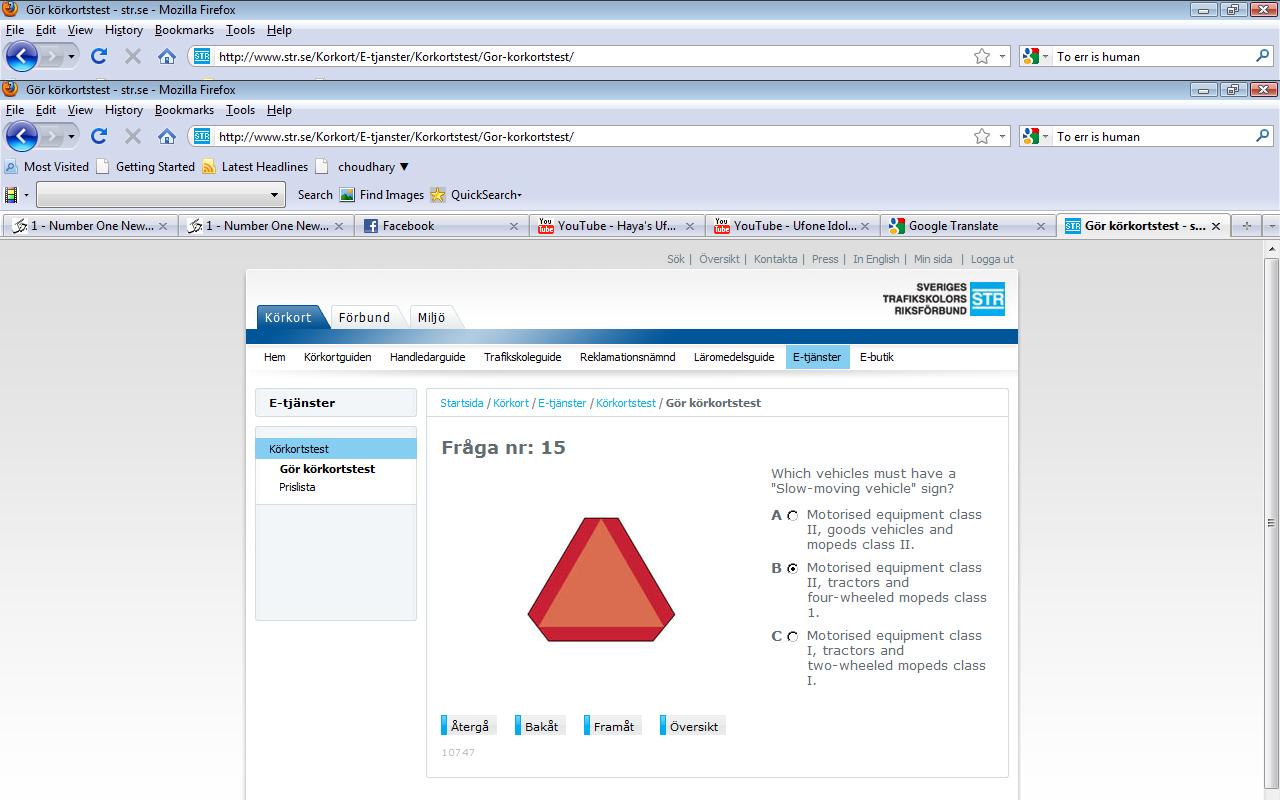 Gör körkortstest - str.se - Mozilla Firefox
File Edit View History Bookmarks Tools Help
http://www.str.se/Korkort/E-tjanster/Korkortstest/Gor-korkortstest/ To err is human
Gör körkortstest - str.se - Mozilla Firefox
File Edit View History Bookmarks Tools Help
http://www.str.se/Korkort/E-tjanster/Korkortstest/Gor-korkortstest/ To err is human
Most Visited Getting Started Latest Headlines choudhary
Search Find Images QuickSearch
1 - Number One New... 1 - Number One New... Facebook YouTube - Haya's Uf... YouTube - Ufone Idol... Google Translate Gör körkortstest - s...
Sök | Översikt | Kontakta | Press | In English | Min sida | Logga ut
SVERIGES
TRAFIKSKOLORS
RIKSFÖRBUND
STR
Körkort Förbund Miljö
Hem Körkortguiden Handledarguide Trafikskoleguide Reklamationsnämnd Läromedelsguide E-tjänster E-butik
E-tjänster
Körkortstest
Gör körkortstest
Prislista
Startsida / Körkort / E-tjänster / Körkortstest / Gör körkortstest
Fråga nr: 15
Which vehicles must have a
"Slow-moving vehicle" sign?
A Motorised equipment class
II, goods vehicles and
mopeds class II.
B Motorised equipment class
II, tractors and
four-wheeled mopeds class
1.
C Motorised equipment class
I, tractors and
two-wheeled mopeds class
I.
Återgå Bakåt Framåt Översikt
10747